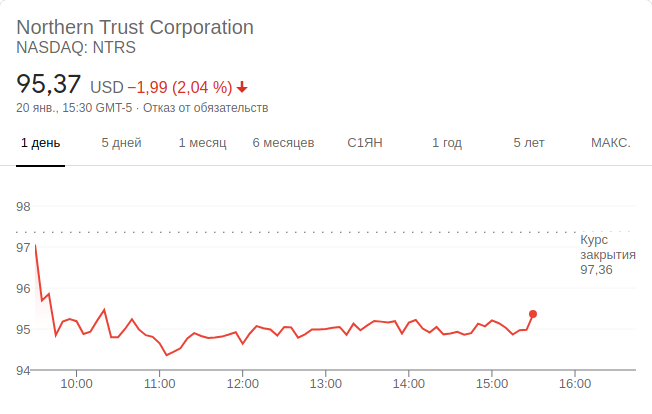 Northern Trust Corporation
NASDAQ: NTRS
95,37 USD −1,99 (2,04 %)
20 янв., 15:30 GMT-5 · Отказ от обязательств
1 день 5 дней 1 месяц 6 месяцев С1ЯН 1 год 5 лет МАКС.
98
97
96
95
94
Курс
закрытия
97,36
10:00 11:00 12:00 13:00 14:00 15:00 16:00